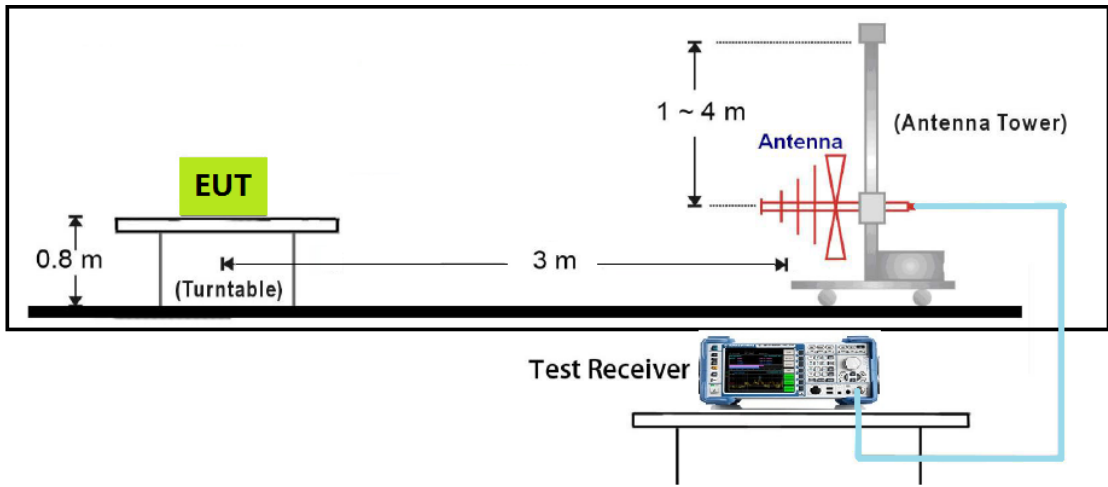 1 ~ 4 m
(Antenna Tower)
Antenna
EUT
0.8 m
3 m
(Turntable)
Test Receiver